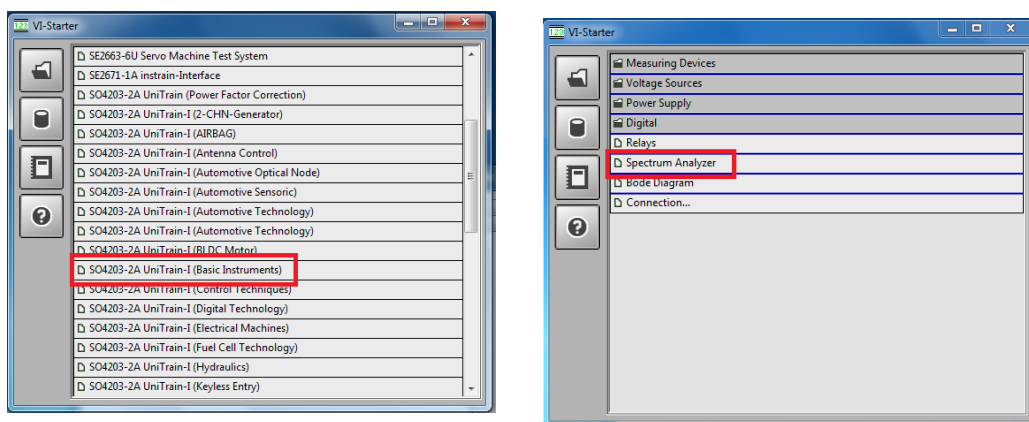 VI-Starter
SE2663-6U Servo Machine Test System
SE2671-1A instrain-Interface
SO4203-2A UniTrain (Power Factor Correction)
SO4203-2A UniTrain-I (2-CHN-Generator)
SO4203-2A UniTrain-I (AIRBAG)
SO4203-2A UniTrain-I (Antenna Control)
SO4203-2A UniTrain-I (Automotive Optical Node)
SO4203-2A UniTrain-I (Automotive Sensoric)
SO4203-2A UniTrain-I (Automotive Technology)
SO4203-2A UniTrain-I (Automotive Technology)
SO4203-2A UniTrain-I (BLDC Motor)
SO4203-2A UniTrain-I (Basic Instruments)
SO4203-2A UniTrain-I (Control Techniques)
SO4203-2A UniTrain-I (Digital Technology)
SO4203-2A UniTrain-I (Electrical Machines)
SO4203-2A UniTrain-I (Fuel Cell Technology)
SO4203-2A UniTrain-I (Hydraulics)
SO4203-2A UniTrain-I (Keyless Entry)
VI-Starter
Measuring Devices
Voltage Sources
Power Supply
Digital
Relays
Spectrum Analyzer
Bode Diagram
Connection...